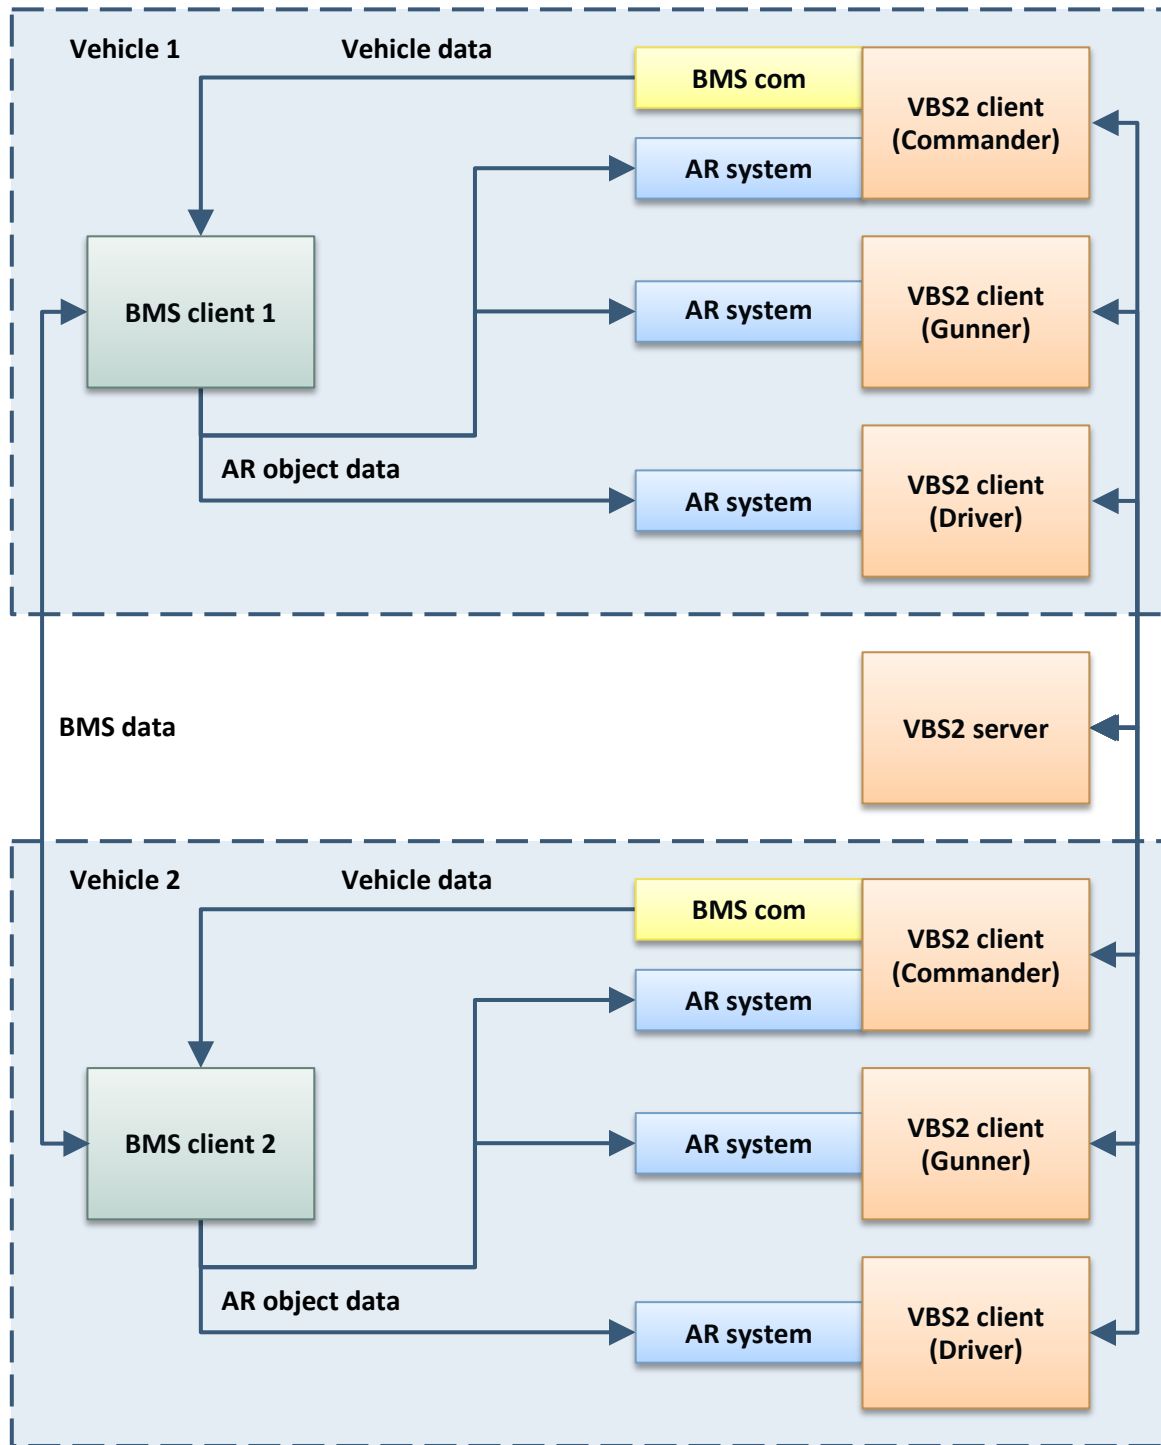 Vehicle 1
Vehicle data
BMS com
VBS2 client
(Commander)
AR system
BMS client 1
AR system
VBS2 client
(Gunner)
AR object data
AR system
VBS2 client
(Driver)
BMS data
VBS2 server
Vehicle 2
Vehicle data
BMS com
VBS2 client
(Commander)
AR system
BMS client 2
AR system
VBS2 client
(Gunner)
AR object data
AR system
VBS2 client
(Driver)